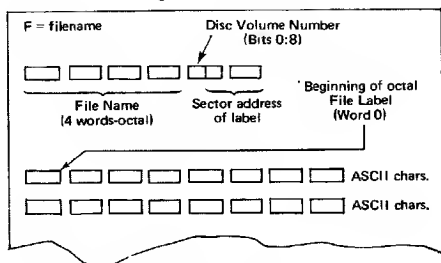 F = filename
Disc Volume Number
(Bits 0:8)
File Name
(4 words-octal)
Sector address
of label
Beginning of octal
File Label
(Word 0)
ASCII chars.
ASCII chars.